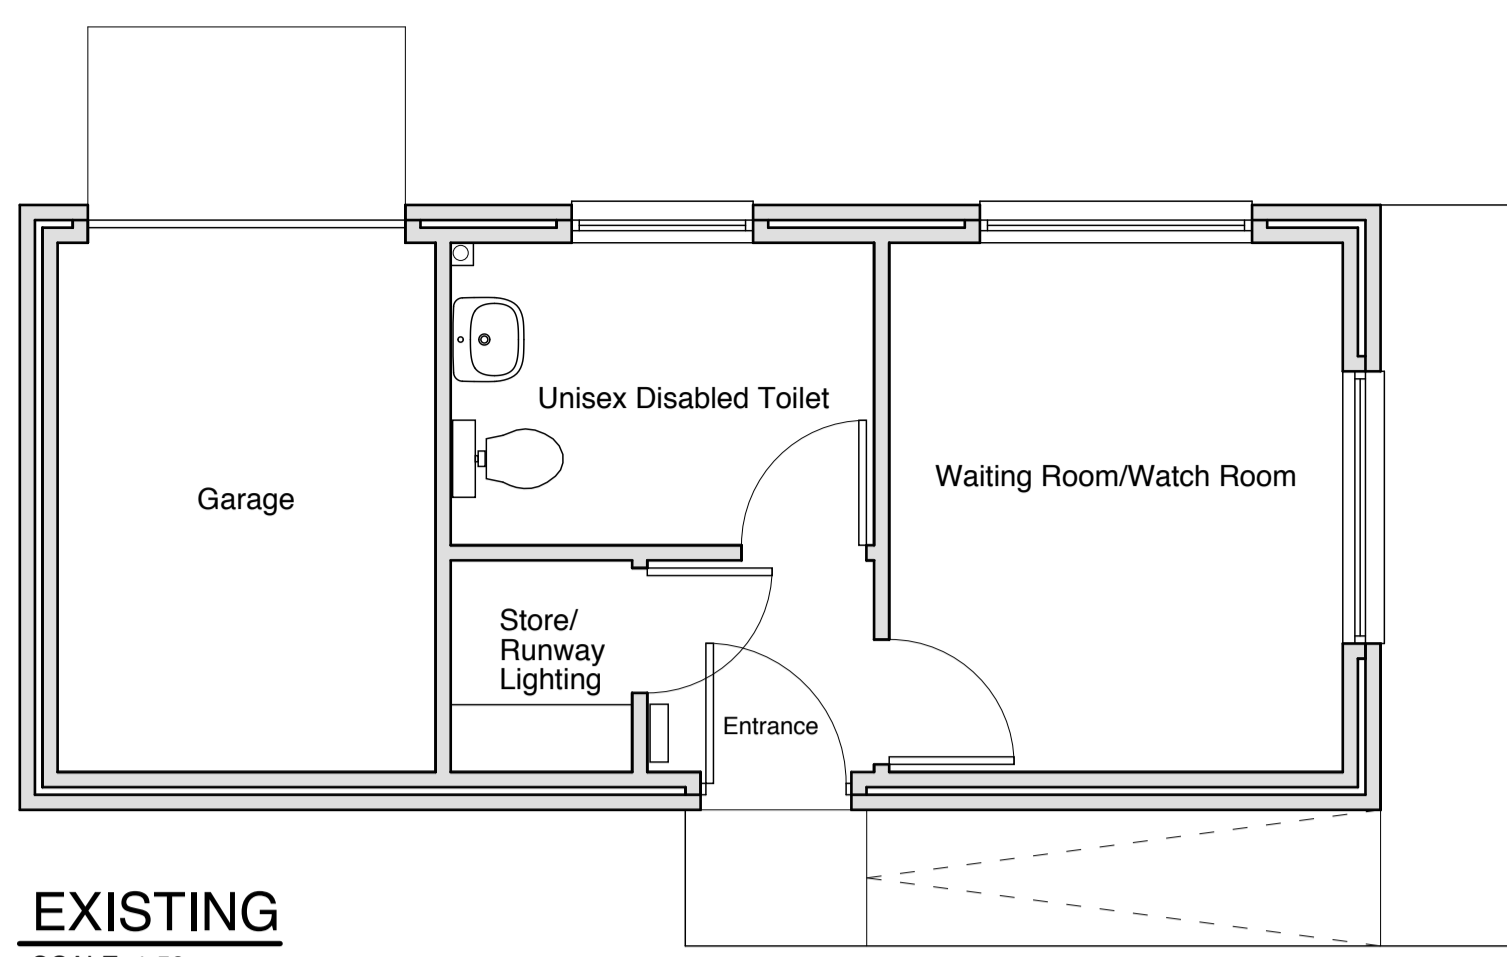 Unisex Disabled Toilet
Waiting Room/Watch Room
Garage
Store/
Runway
Lighting
Entrance
EXISTING